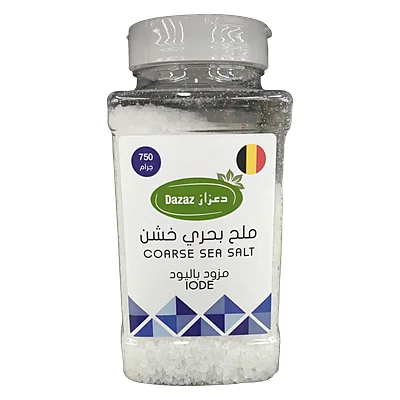 750
جرام
Dazaz دعزاز
ملح بحري خشن
COARSE SEA SALT
مزود باليود
IODE